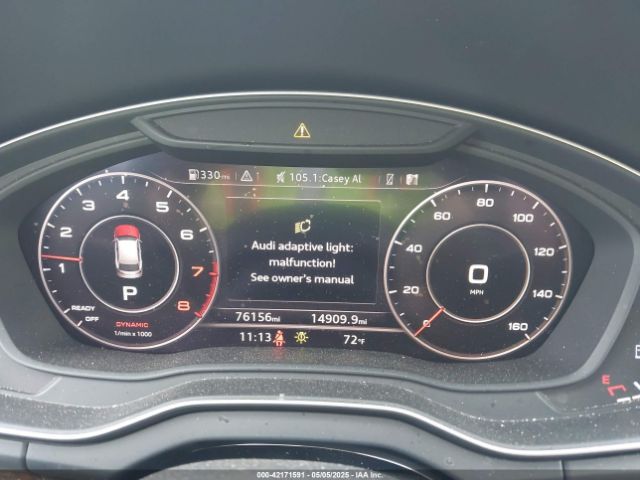 330mi 1 105.1:Casey Al
Audi adaptive light:
malfunction!
See owner's manual
1 2 3 4 5 6 7 8
P
READY
OFF
DYNAMIC
1/min x 1000
0 20 40 60 80 100 120 140 160
0
MPH
76156mi 14909.9mi
11:13 72°F
E
000-42171591 05/05/2025 © IAA Inc.